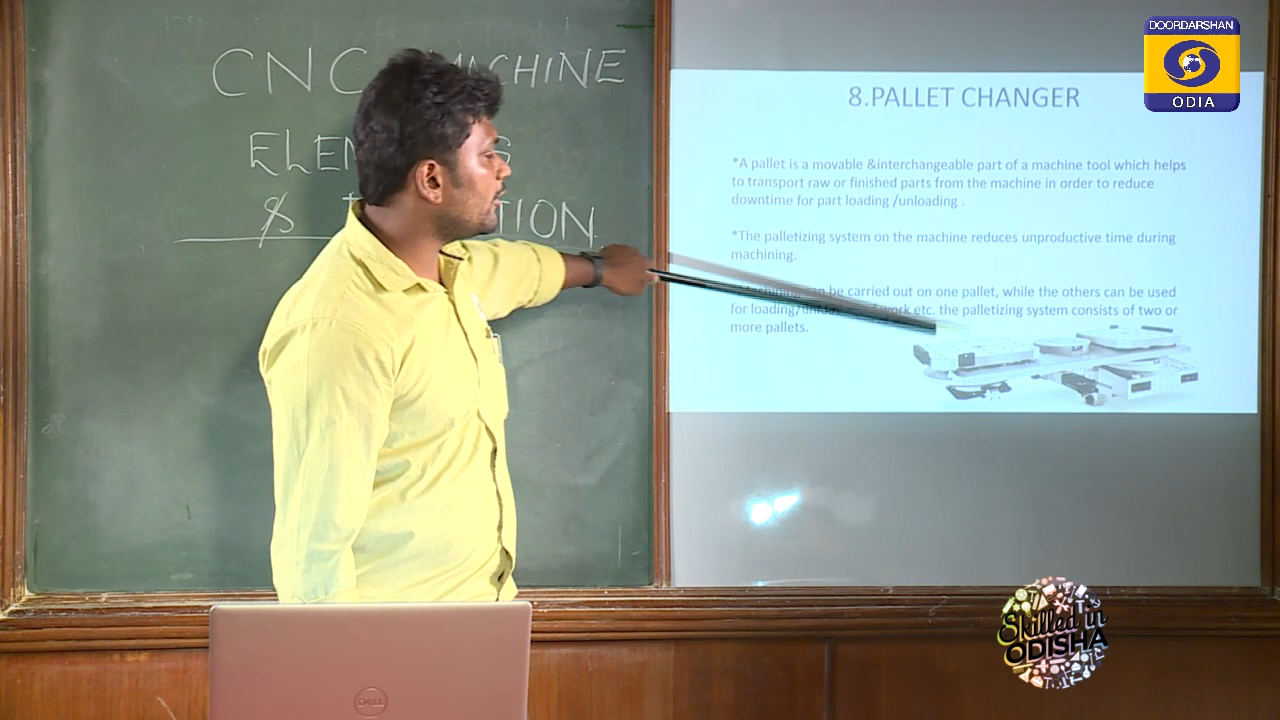 CNC MACHINE
&
DOORDARSHAN
ODIA
8.PALLET CHANGER
*A pallet is a movable &interchangeable part of a machine tool which helps
to transport raw or finished parts from the machine in order to reduce
downtime for part loading /unloading .
*The palletizing system on the machine reduces unproductive time during
machining.
be carried out on one pallet, while the others can be used
for loading/ work etc. the palletizing system consists of two or
more pallets.
Skilled in
ODISHA
DELL